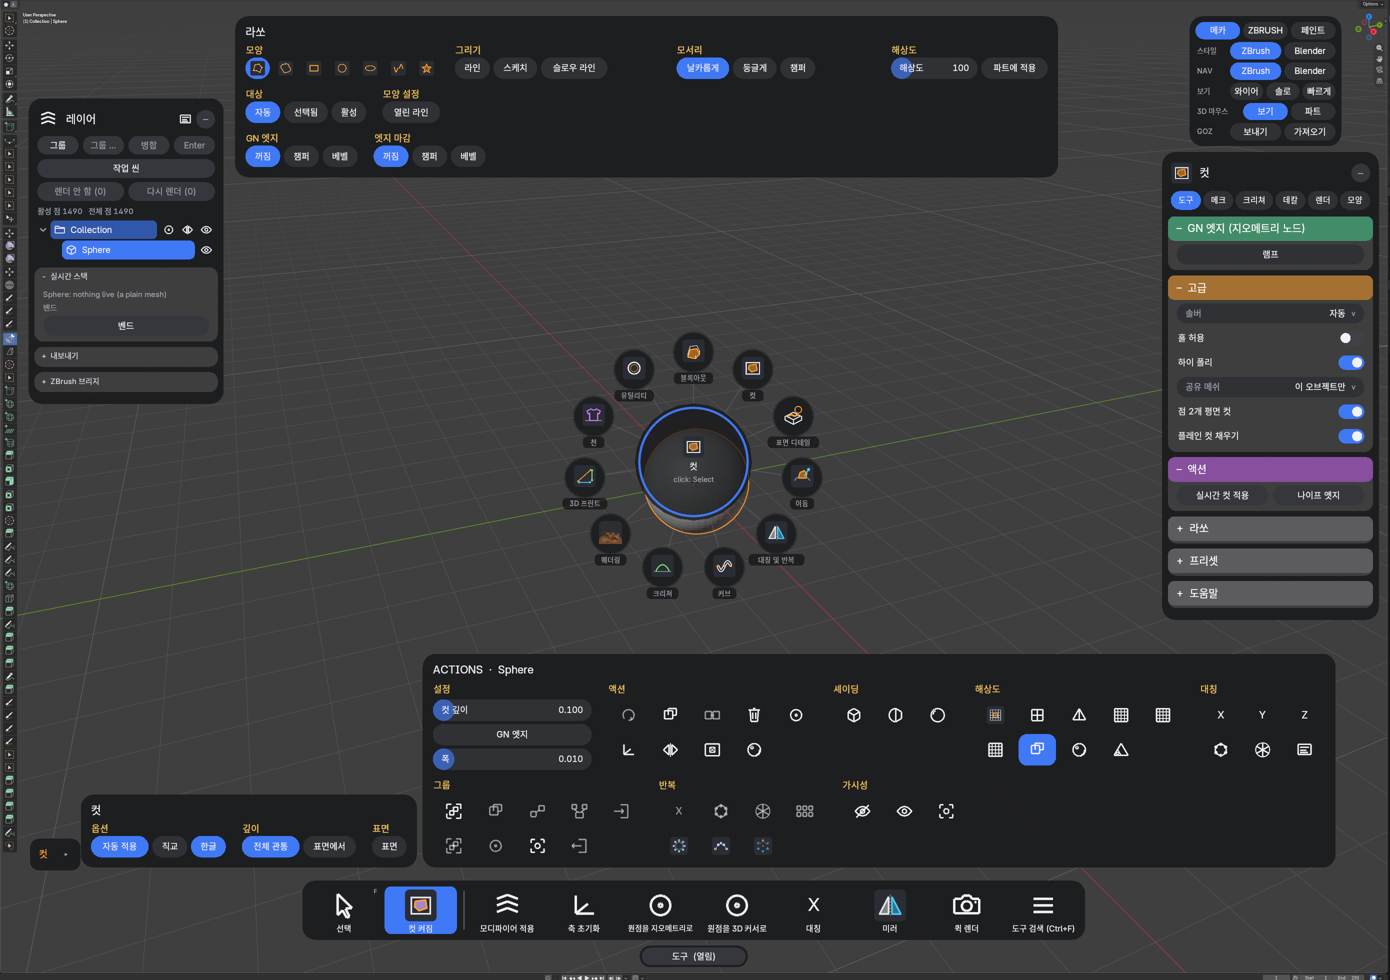 Options
User Perspective
(1) Collection | Sphere
라쏘
모양
그리기
모서리
해상도
라인 스케치 슬로우 라인
날카롭게 둥글게 챔퍼
해상도 100 파트에 적용
대상
모양 설정
자동 선택됨 활성
열린 라인
GN 엣지
엣지 마감
꺼짐 챔퍼 베벨
꺼짐 챔퍼 베벨
메카 ZBRUSH 페인트
스타일 ZBrush Blender
NAV ZBrush Blender
보기 와이어 솔로 빠르게
3D 마우스 보기 파트
GOZ 보내기 가져오기
레이어
그룹 그룹 ... 병합 Enter
작업 씬
렌더 안 함 (0) 다시 렌더 (0)
활성 점 1490 전체 점 1490
Collection
Sphere
- 실시간 스택
Sphere: nothing live (a plain mesh)
벤드
벤드
+ 내보내기
+ ZBrush 브리지
컷
도구 메크 크리쳐 데칼 렌더 모양
- GN 엣지 (지오메트리 노드)
램프
- 고급
솔버 자동
홀 허용
하이 폴리
공유 메쉬 이 오브젝트만
점 2개 평면 컷
플레인 컷 채우기
- 액션
실시간 컷 적용 나이프 엣지
+ 라쏘
+ 프리셋
+ 도움말
블록아웃
유틸리티
컷
천
표면 디테일
컷
click: Select
3D 프린트
이동
웨더링
대칭 및 반복
크리쳐
커브
ACTIONS · Sphere
설정
액션
셰이딩
해상도
대칭
컷 깊이 0.100
X Y Z
GN 엣지
폭 0.010
그룹
반복
가시성
X
컷
옵션
깊이
표면
자동 적용 직교 한글
전체 관통 표면에서
표면
컷
F
선택
컷 켜짐
모디파이어 적용
축 초기화
원점을 지오메트리로
원점을 3D 커서로
X
대칭
미러
퀵 렌더
도구 검색 (Ctrl+F)
도구 (열림)
1 Start 1 End 250